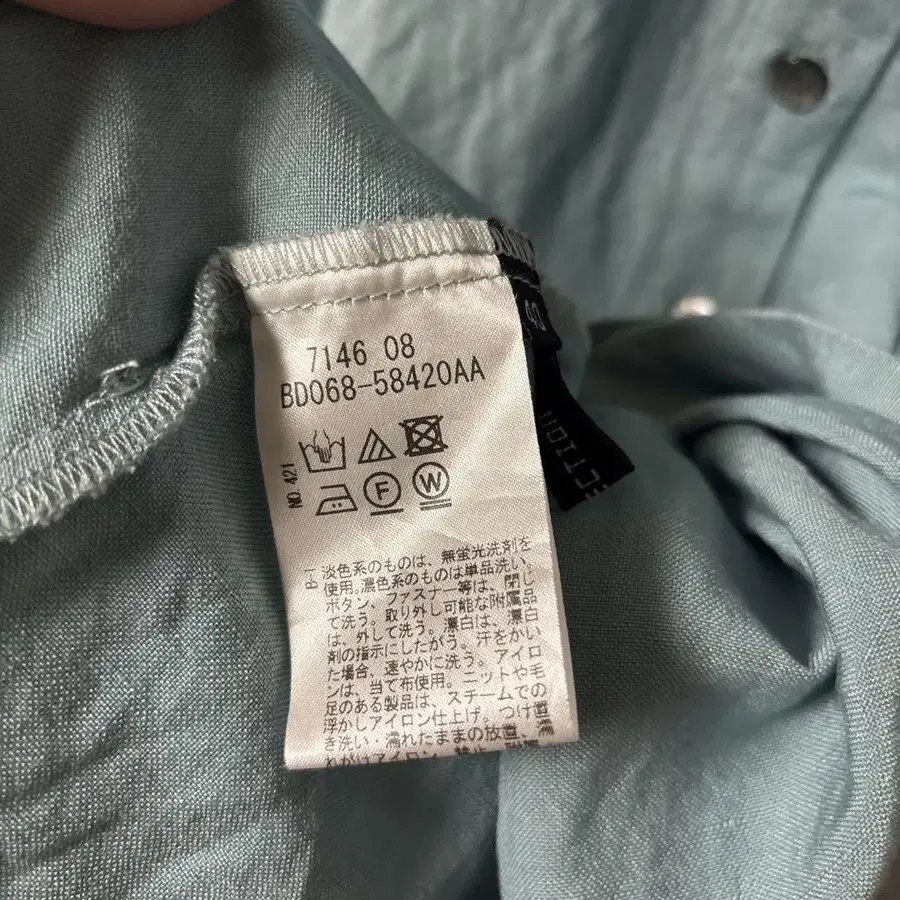 7146 08
BD068-58420AA
NO.421
F W
B-1
淡色系のものは、無蛍光洗剤を
使用。濃色系のものは単品洗い。
ボタン、ファスナー等は、閉じ
て洗う。取り外し可能な附属品
は、外して洗う。漂白は、漂白
剤の指示にしたがう。汗をかい
た場合、速やかに洗う。アイロ
ンは、当て布使用。ニットや毛
足のある製品は、スチームでの
浮かしアイロン仕上げ。つけ置
き洗い・濡れたままの放置、濡
40